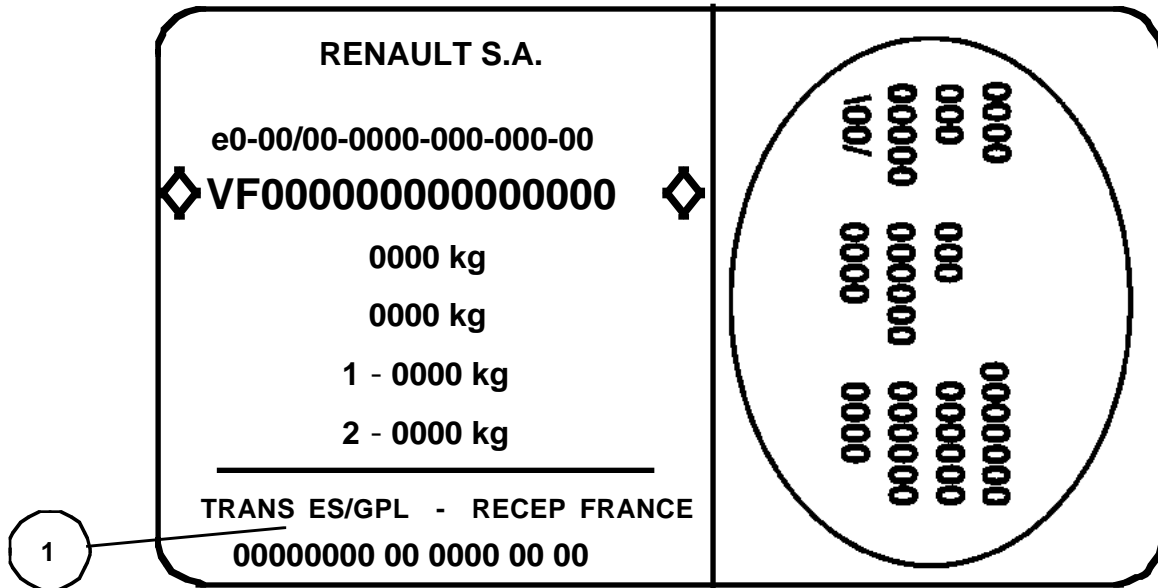 RENAULT S.A.
e0-00/00-0000-000-000-00
VF000000000000000
0000 kg
0000 kg
1 - 0000 kg
2 - 0000 kg
TRANS ES/GPL - RECEP FRANCE
00000000 00 0000 00 00
1
0000 0000000
000 000 000000
00000 000000 000000
\00/ 0000 0000